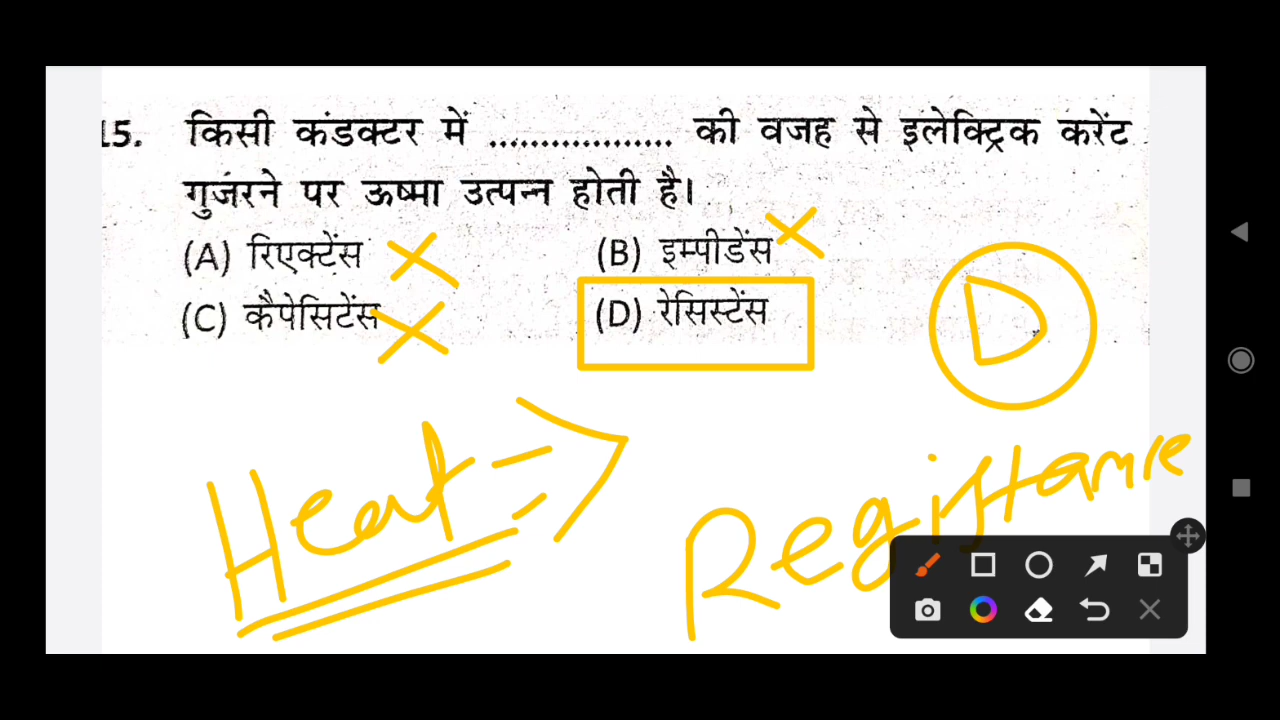 15. किसी कंडक्टर में .................. की वजह से इलेक्ट्रिक करेंट
गुजरने पर ऊष्मा उत्पन्न होती है।
(A) रिएक्टेंस (B) इम्पीडेंस
(C) कैपेसिटेंस (D) रेसिस्टेंस
D
Heat =>
Registance